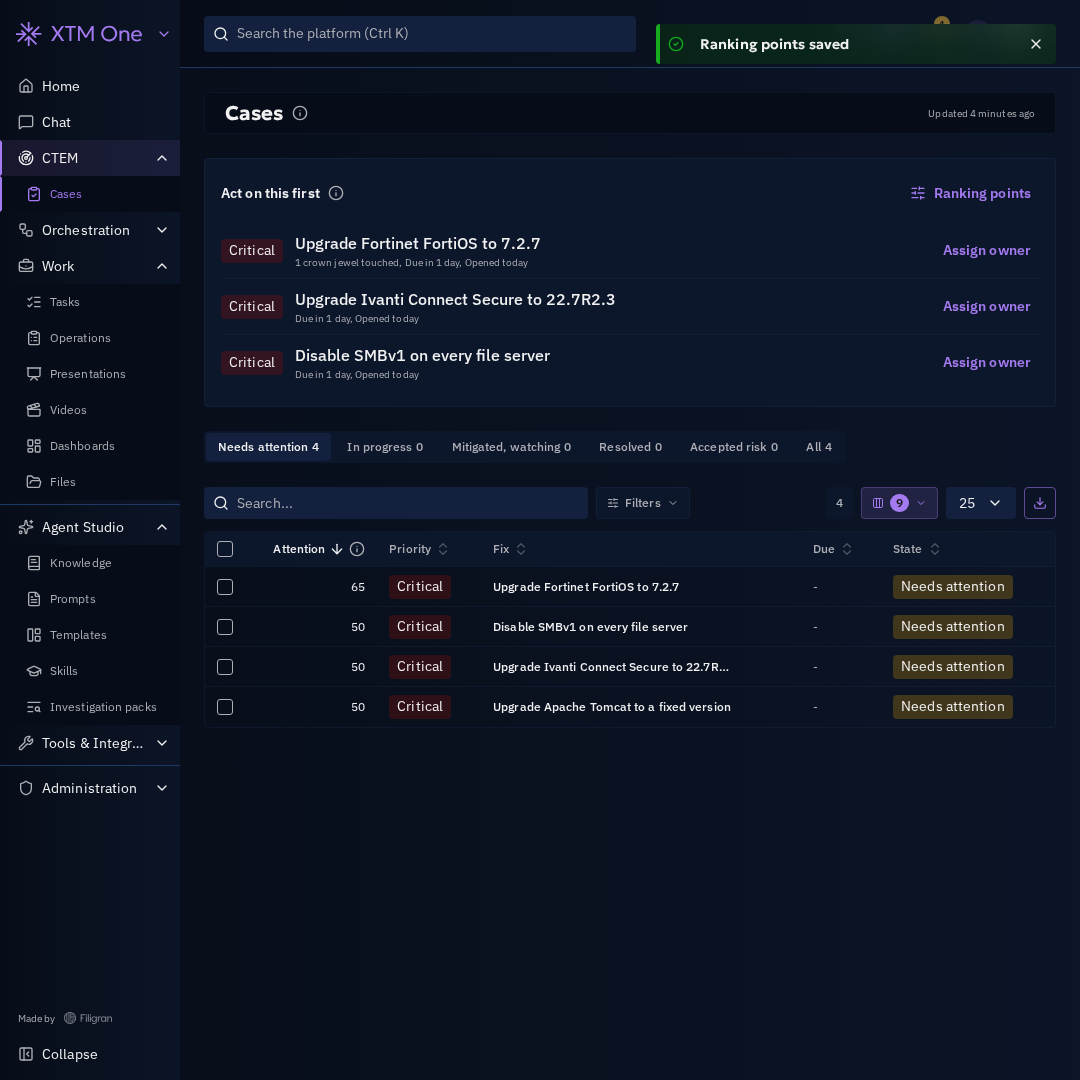 XTM One
Search the platform (Ctrl K)
Ranking points saved
Home
Chat
CTEM
Cases
Orchestration
Work
Tasks
Operations
Presentations
Videos
Dashboards
Files
Agent Studio
Knowledge
Prompts
Templates
Skills
Investigation packs
Tools & Integr...
Administration
Made by Filigran
Collapse
Cases
Updated 4 minutes ago
Act on this first
Ranking points
Critical
Upgrade Fortinet FortiOS to 7.2.7
1 crown jewel touched, Due in 1 day, Opened today
Assign owner
Critical
Upgrade Ivanti Connect Secure to 22.7R2.3
Due in 1 day, Opened today
Assign owner
Critical
Disable SMBv1 on every file server
Due in 1 day, Opened today
Assign owner
Needs attention 4 In progress 0 Mitigated, watching 0 Resolved 0 Accepted risk 0 All 4
Search... Filters 4 9 25
Attention Priority Fix Due State
65 Critical Upgrade Fortinet FortiOS to 7.2.7 - Needs attention
50 Critical Disable SMBv1 on every file server - Needs attention
50 Critical Upgrade Ivanti Connect Secure to 22.7R... - Needs attention
50 Critical Upgrade Apache Tomcat to a fixed version - Needs attention